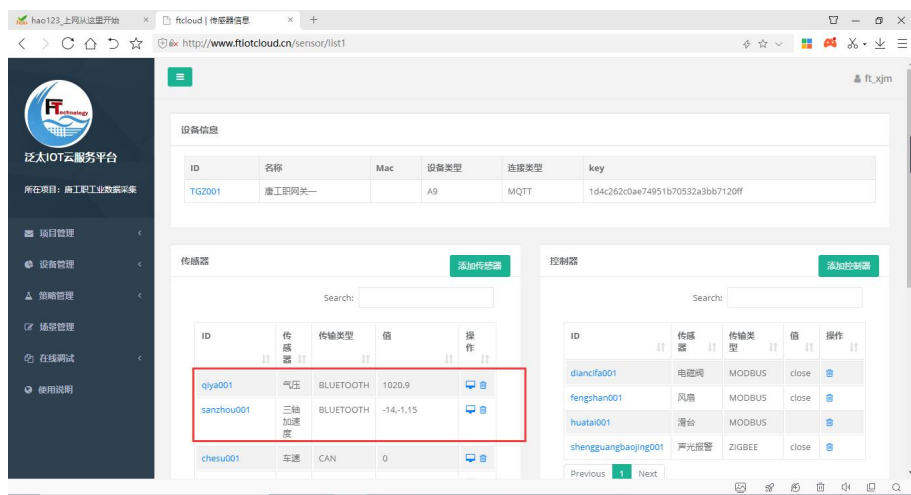 hao123_上网从这里开始
ftcloud | 传感器信息
http://www.ftiotcloud.cn/sensor/list1
FTechnology
泛太IOT云服务平台
所在项目：唐工职工业数据采集
项目管理
设备管理
策略管理
场景管理
在线调试
使用说明
ft_xjm
设备信息
ID 名称 Mac 设备类型 连接类型 key
TGZ001 唐工职网关一 A9 MQTT 1d4c262c0ae74951b70532a3bb7120ff
传感器
添加传感器
Search:
ID 传感器 传输类型 值 操作
qiya001 气压 BLUETOOTH 1020.9
sanzhou001 三轴加速度 BLUETOOTH -14,-1,15
chesu001 车速 CAN 0
控制器
添加控制器
Search:
ID 传感器 传输类型 值 操作
diancifa001 电磁阀 MODBUS close
fengshan001 风扇 MODBUS close
huatai001 滑台 MODBUS
shengguangbaojing001 声光报警 ZIGBEE close
Previous 1 Next